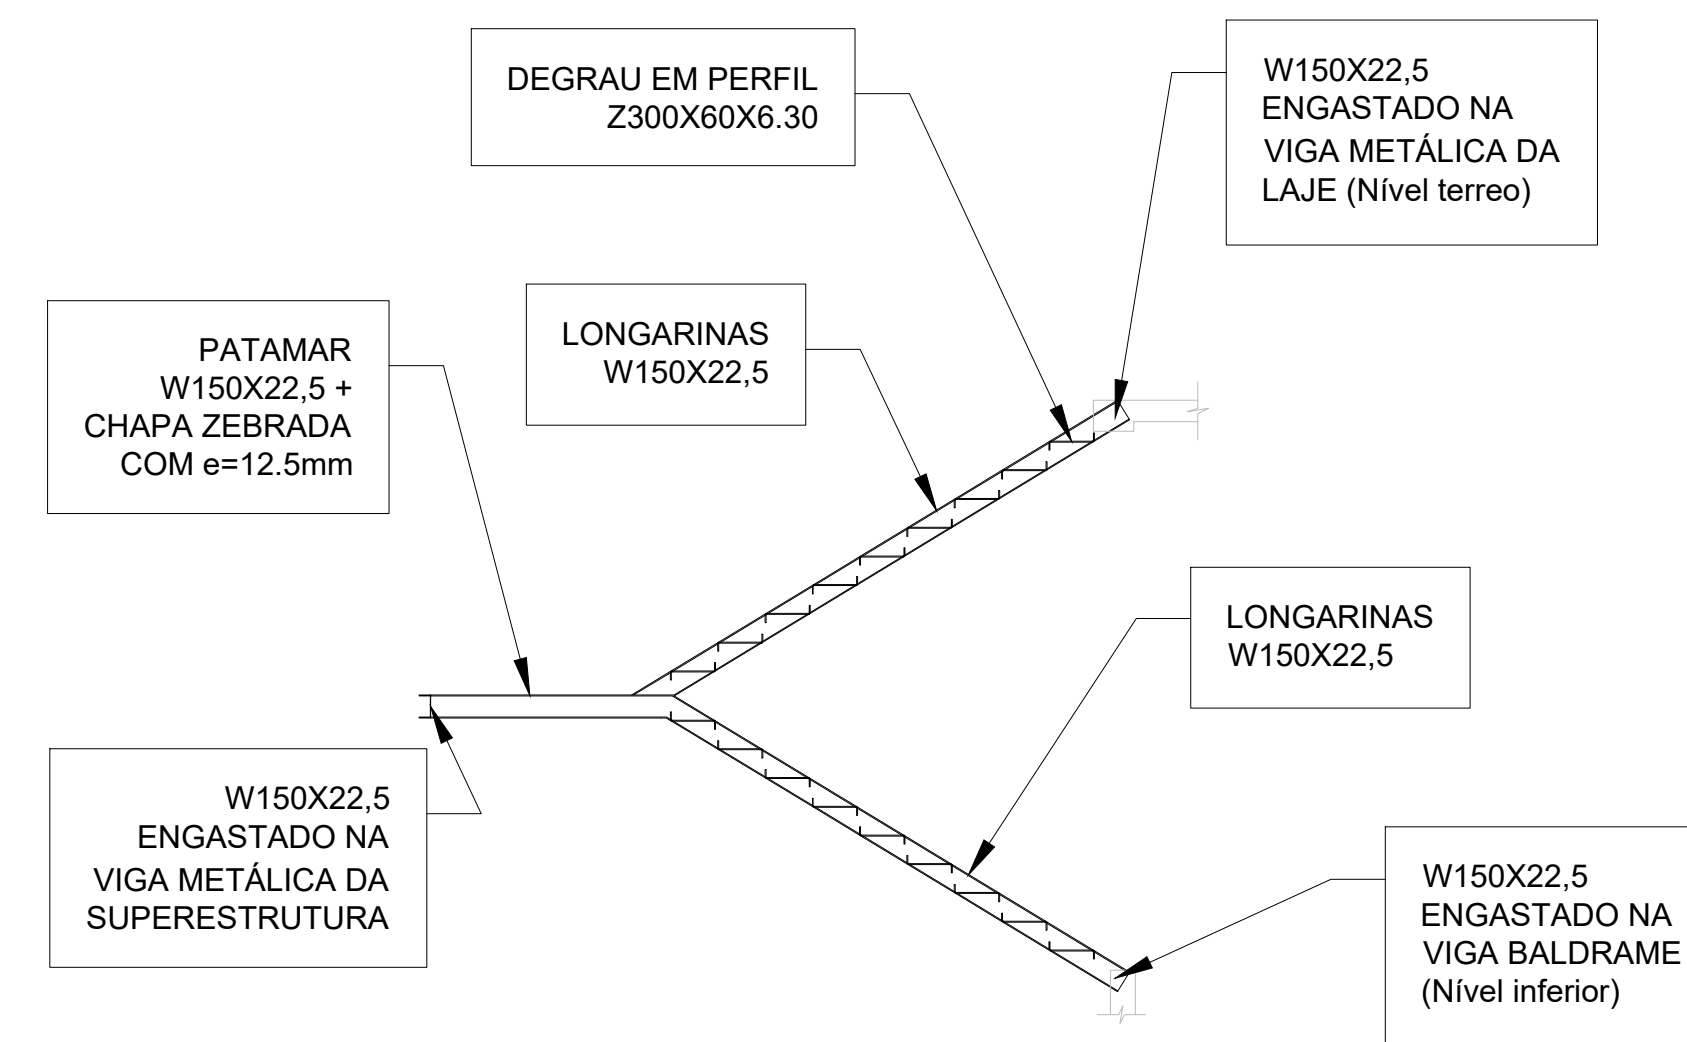 DEGRAU EM PERFIL
Z300X60X6.30
W150X22,5
ENGASTADO NA
VIGA METÁLICA DA
LAJE (Nível terreo)
LONGARINAS
W150X22,5
PATAMAR
W150X22,5 +
CHAPA ZEBRADA
COM e=12.5mm
LONGARINAS
W150X22,5
W150X22,5
ENGASTADO NA
VIGA METÁLICA DA
SUPERESTRUTURA
W150X22,5
ENGASTADO NA
VIGA BALDRAME
(Nível inferior)